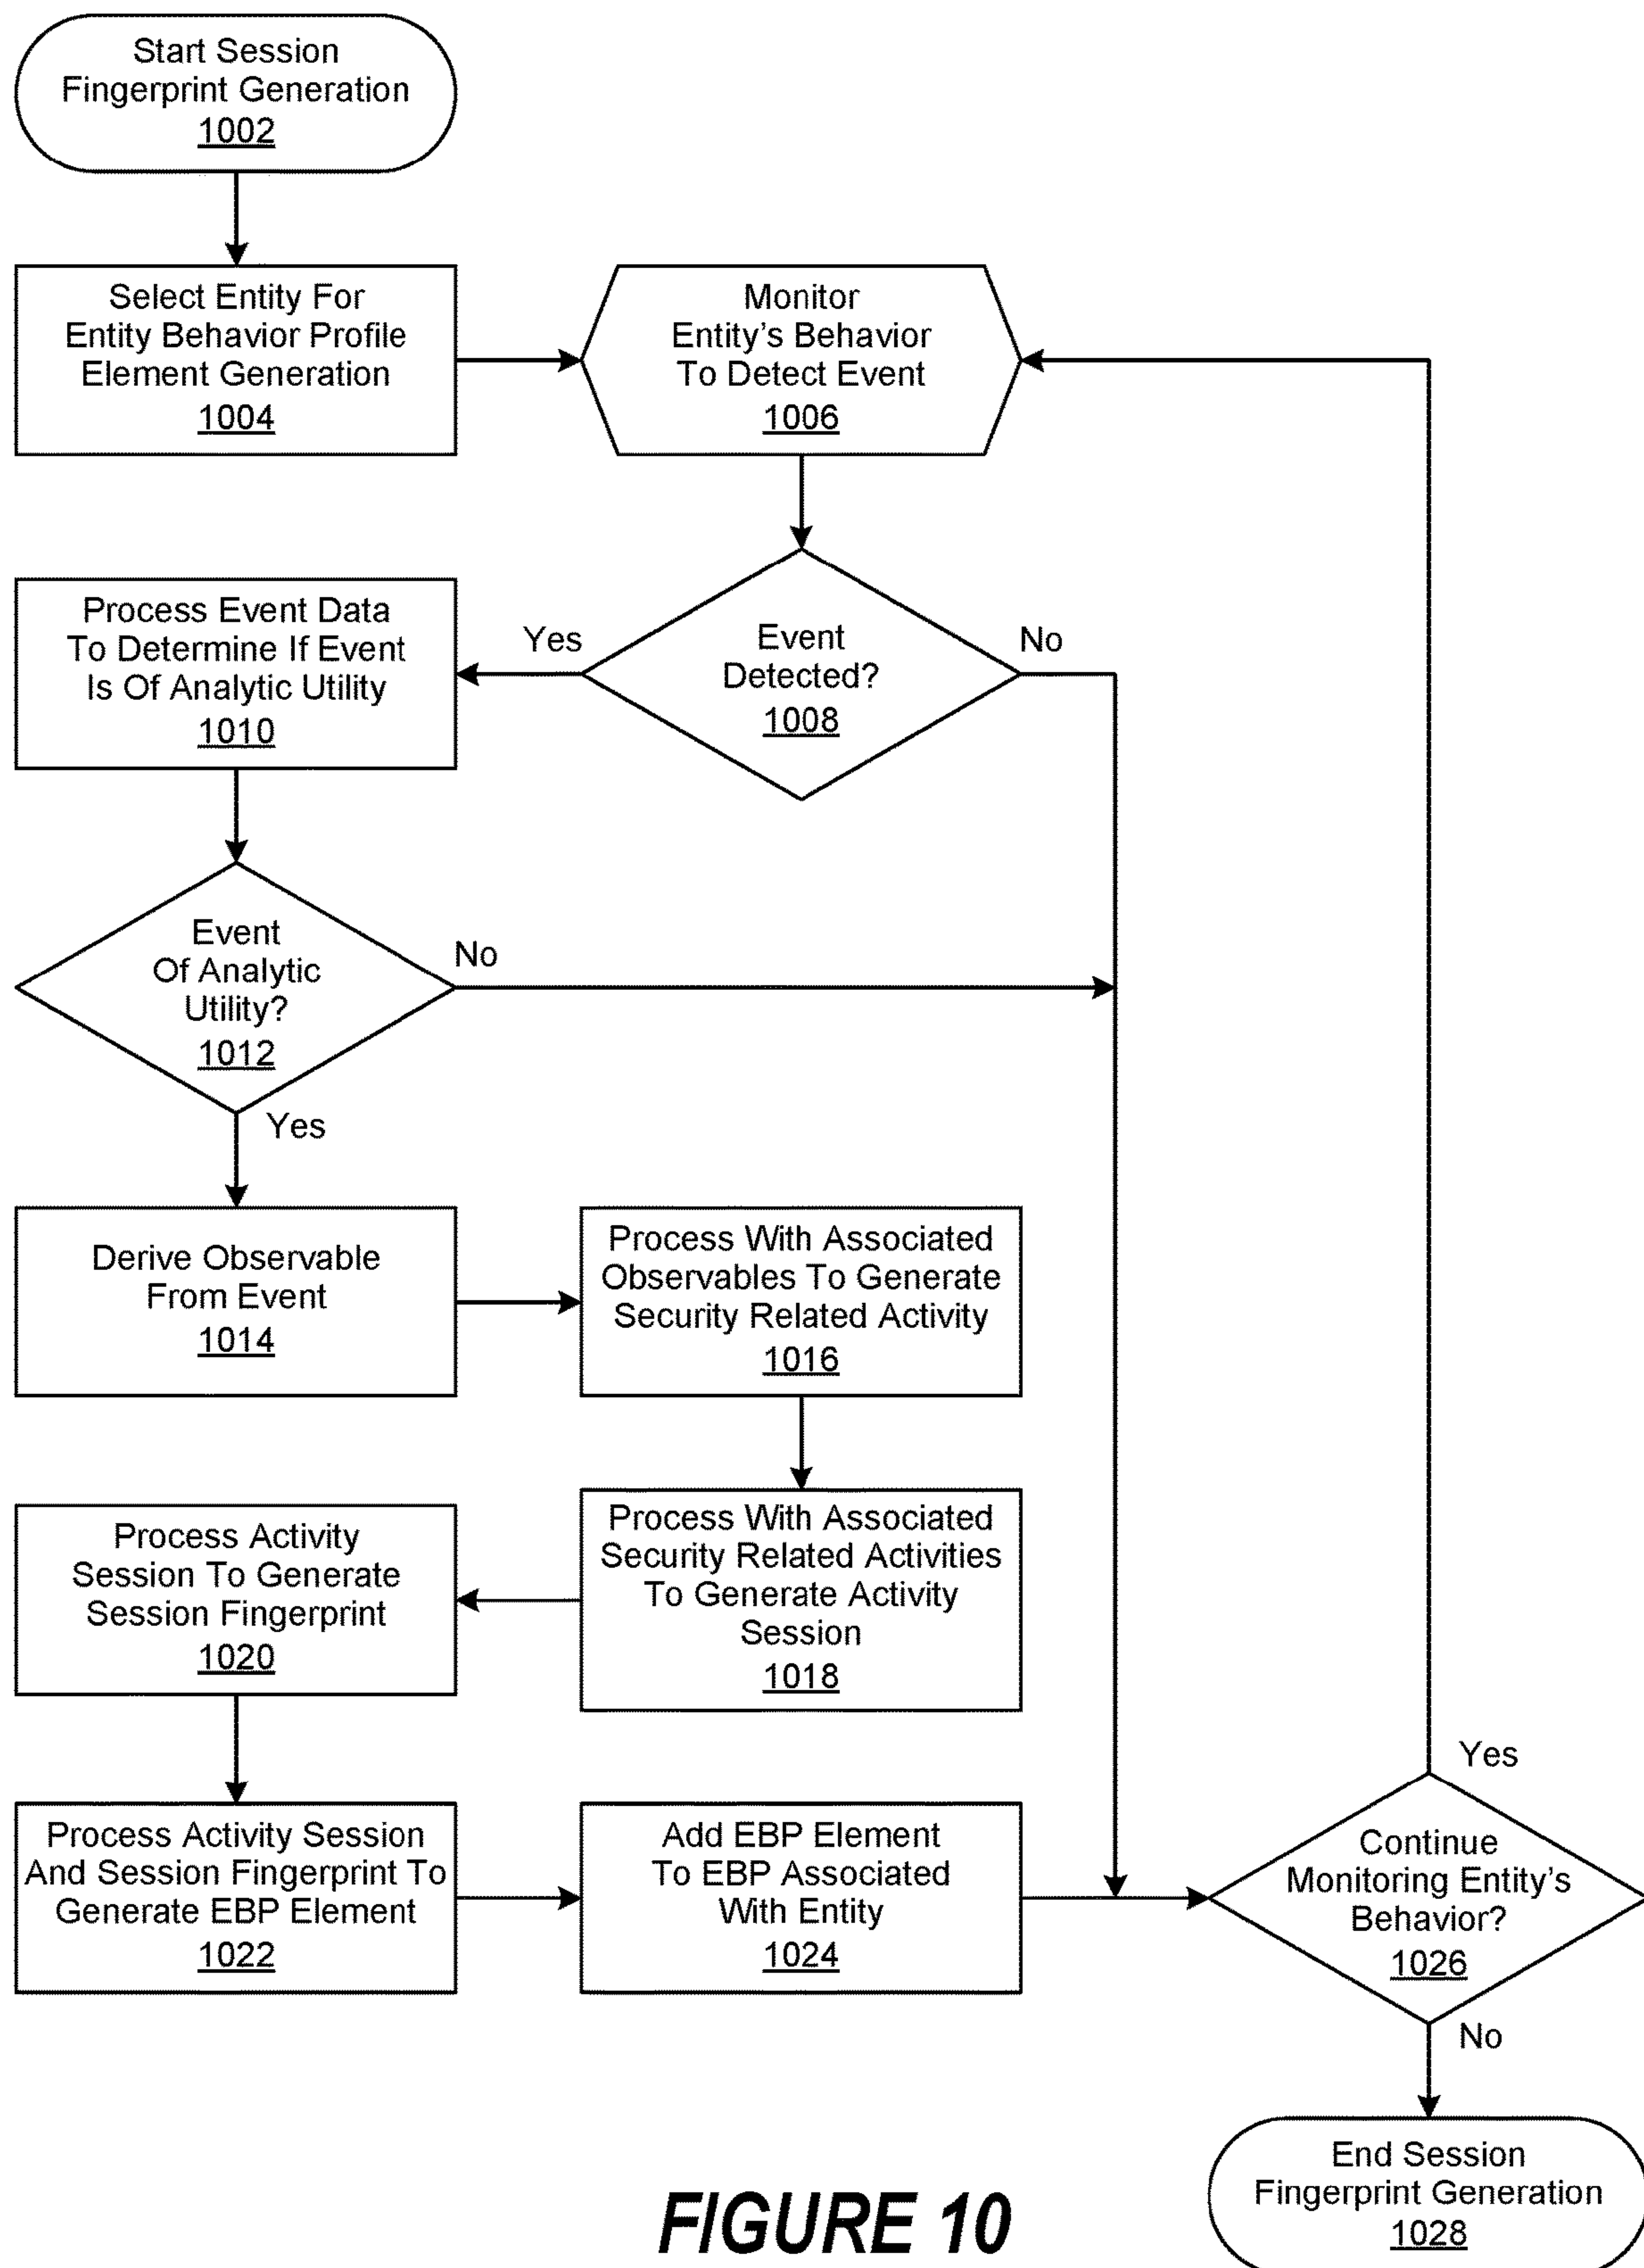 Start Session
Fingerprint Generation
1002
Select Entity For
Entity Behavior Profile
Element Generation
1004
Monitor
Entity's Behavior
To Detect Event
1006
Process Event Data
To Determine If Event
Is Of Analytic Utility
1010
Yes
Event
Detected?
1008
No
Event
Of Analytic
Utility?
1012
No
Yes
Derive Observable
From Event
1014
Process With Associated
Observables To Generate
Security Related Activity
1016
Process Activity
Session To Generate
Session Fingerprint
1020
Process With Associated
Security Related Activities
To Generate Activity
Session
1018
Process Activity Session
And Session Fingerprint To
Generate EBP Element
1022
Add EBP Element
To EBP Associated
With Entity
1024
Yes
Continue
Monitoring Entity's
Behavior?
1026
No
End Session
Fingerprint Generation
1028
FIGURE 10